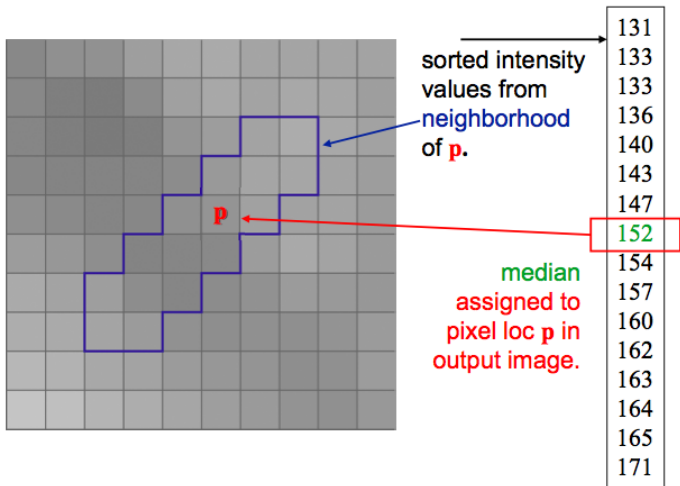 sorted intensity
values from
neighborhood
of p.
p
median
assigned to
pixel loc p in
output image.
131
133
133
136
140
143
147
152
154
157
160
162
163
164
165
171